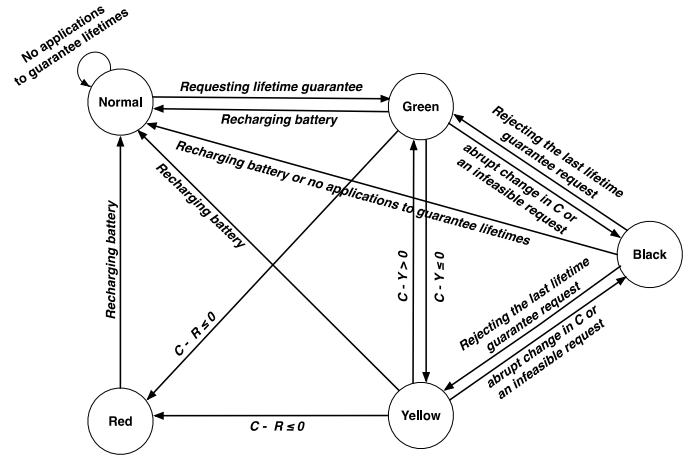 No applications
to guarantee lifetimes
Normal
Requesting lifetime guarantee
Recharging battery
Green
Rejecting the last lifetime
guarantee request
abrupt change in C or
an infeasible request
Recharging battery or no applications to guarantee lifetimes
Recharging battery
Recharging battery
C - Y > 0
C - Y ≤ 0
Black
Rejecting the last lifetime
guarantee request
abrupt change in C or
an infeasible request
C - R ≤ 0
Red
C - R ≤ 0
Yellow